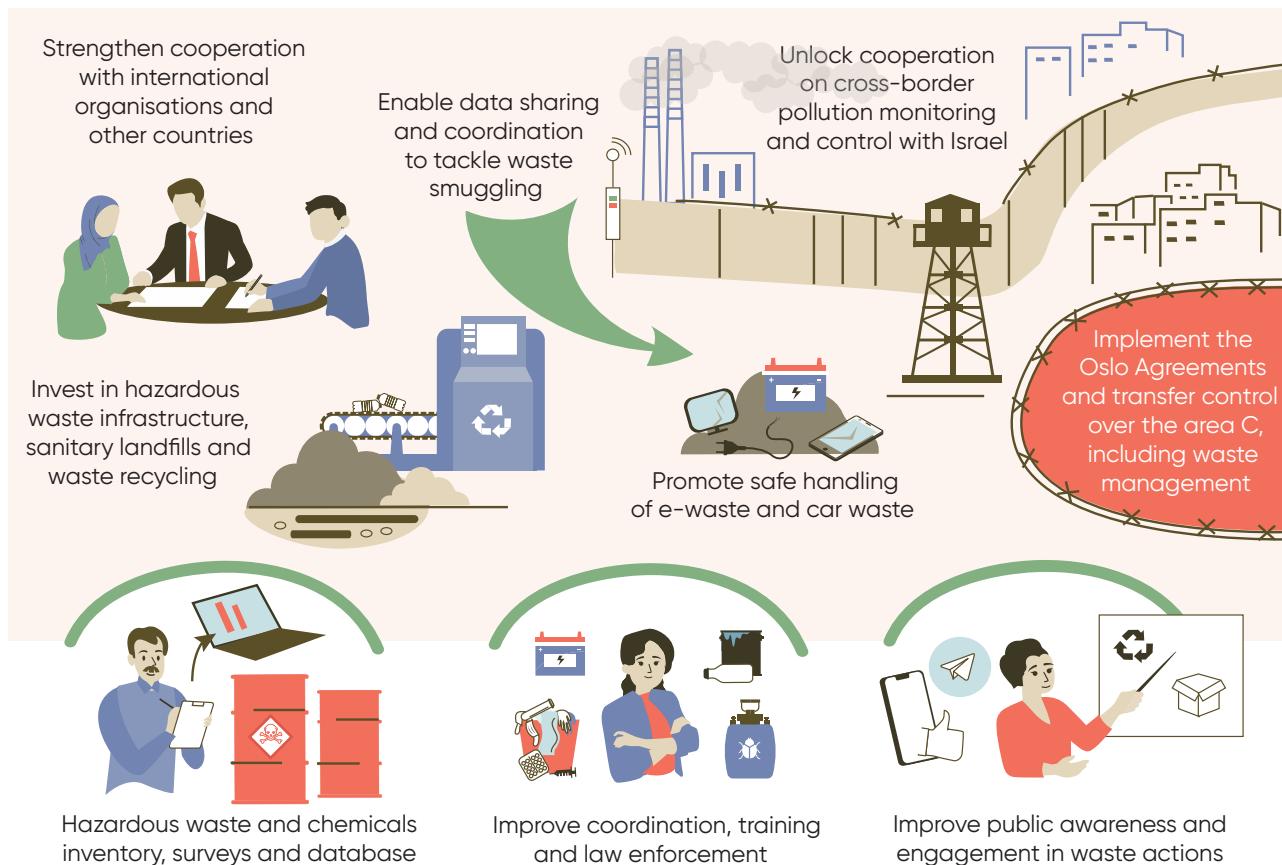 Strengthen cooperation
with international
organisations and
other countries
Enable data sharing
and coordination
to tackle waste
smuggling
Unlock cooperation
on cross-border
pollution monitoring
and control with Israel
Invest in hazardous
waste infrastructure,
sanitary landfills and
waste recycling
Promote safe handling
of e-waste and car waste
Implement the
Oslo Agreements
and transfer control
over the area C,
including waste
management
Hazardous waste and chemicals
inventory, surveys and database
Improve coordination, training
and law enforcement
Improve public awareness and
engagement in waste actions